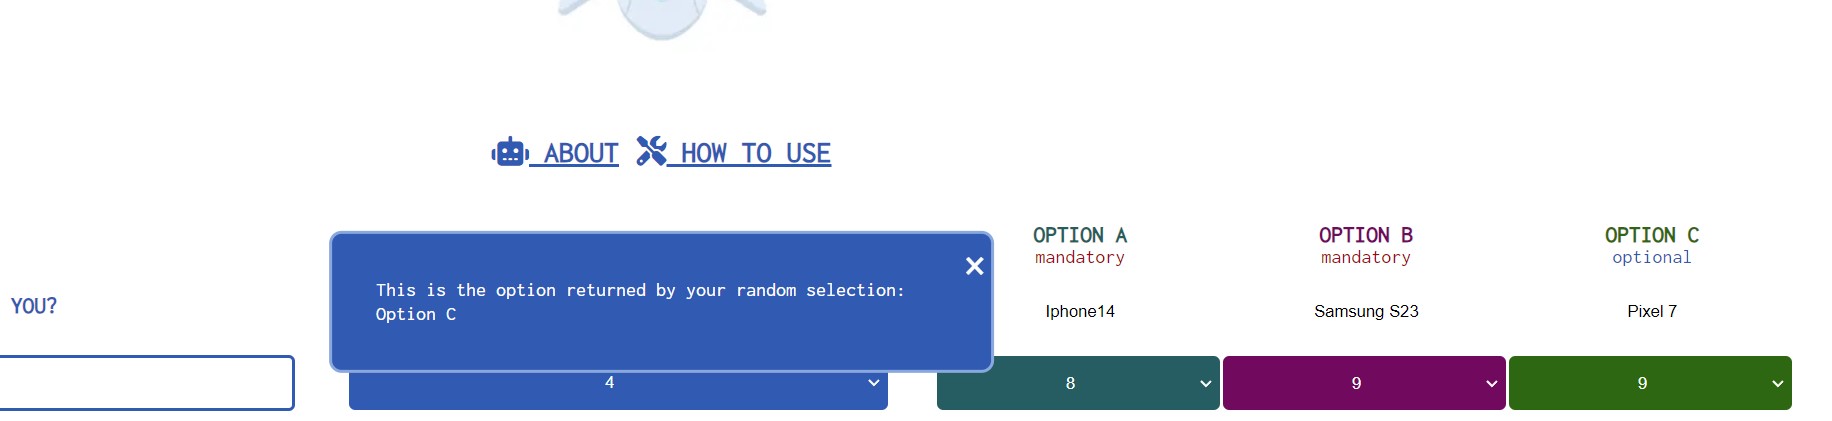 ABOUT HOW TO USE
OPTION A
mandatory
OPTION B
mandatory
OPTION C
optional
YOU?
This is the option returned by your random selection:
Option C
Iphone14
Samsung S23
Pixel 7
4
8
9
9